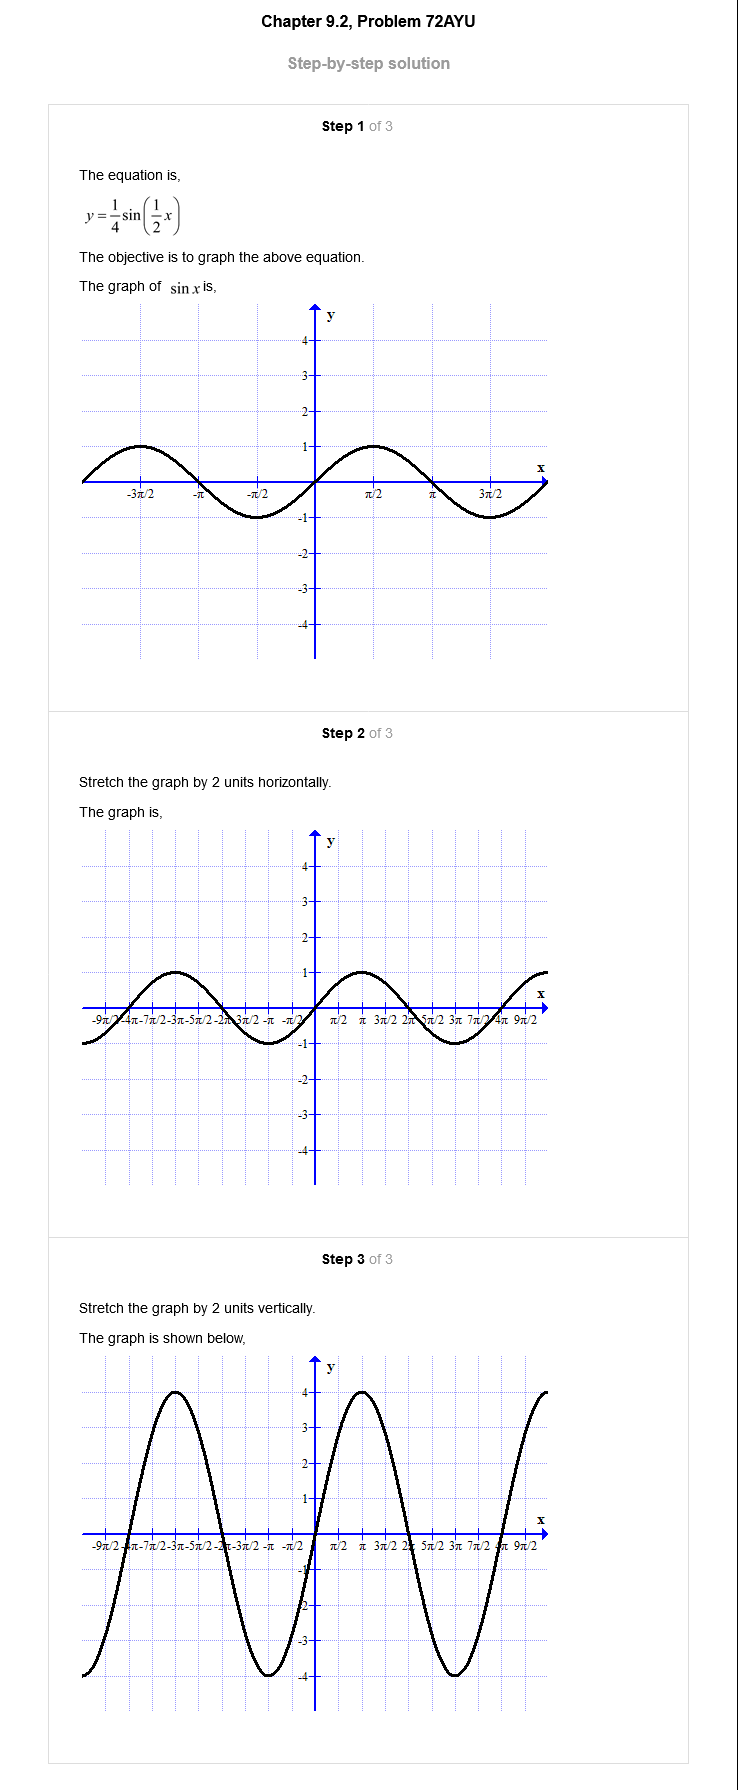 Chapter 9.2, Problem 72AYU
Step-by-step solution
Step 1 of 3
The equation is,
y = 1/4 sin(1/2 x)
The objective is to graph the above equation.
The graph of sin x is,
y
4
3
2
1
x
-3π/2 -π -π/2 π/2 π 3π/2
-1
-2
-3
-4
Step 2 of 3
Stretch the graph by 2 units horizontally.
The graph is,
y
4
3
2
1
x
-9π/2 -4π -7π/2 -3π -5π/2 -2π -3π/2 -π -π/2 π/2 π 3π/2 2π 5π/2 3π 7π/2 4π 9π/2
-1
-2
-3
-4
Step 3 of 3
Stretch the graph by 2 units vertically.
The graph is shown below,
y
4
3
2
1
x
-9π/2 -4π -7π/2 -3π -5π/2 -2π -3π/2 -π -π/2 π/2 π 3π/2 2π 5π/2 3π 7π/2 4π 9π/2
-1
-2
-3
-4